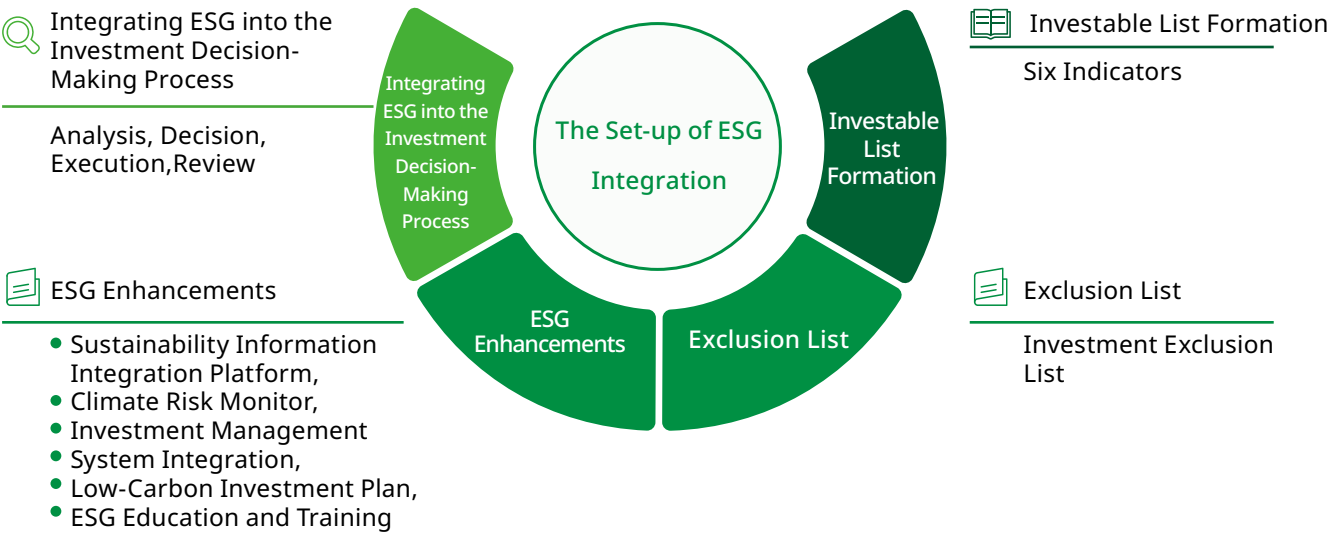 Integrating ESG into the
Investment Decision-
Making Process
Analysis, Decision,
Execution,Review
ESG Enhancements
Sustainability Information
Integration Platform,
Climate Risk Monitor,
Investment Management
System Integration,
Low-Carbon Investment Plan,
ESG Education and Training
Integrating
ESG into the
Investment
Decision-
Making
Process
ESG
Enhancements
The Set-up of ESG
Integration
Exclusion List
Investable
List
Formation
Investable List Formation
Six Indicators
Exclusion List
Investment Exclusion
List